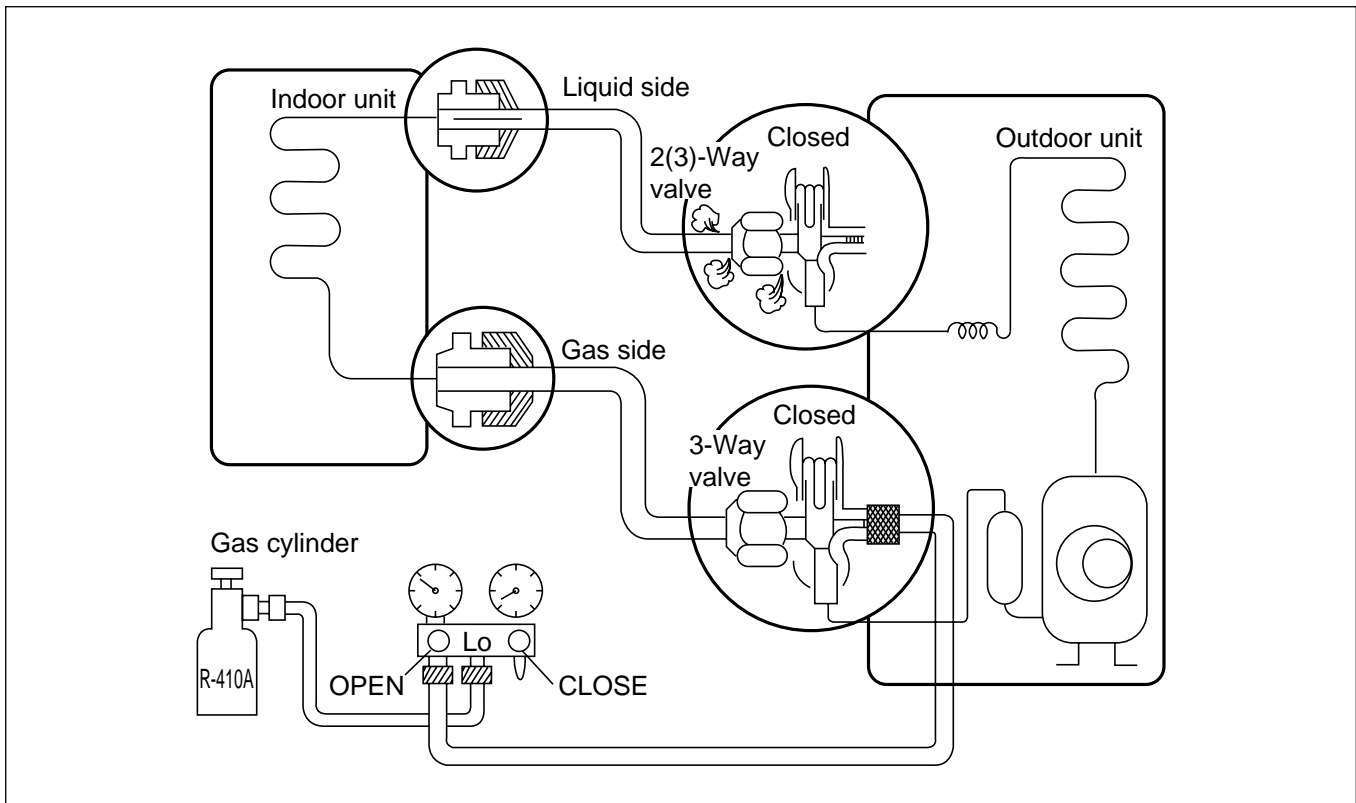 Indoor unit
Liquid side
Closed
2(3)-Way
valve
Outdoor unit
Gas side
Closed
3-Way
valve
Gas cylinder
Lo
R-410A
OPEN
CLOSE